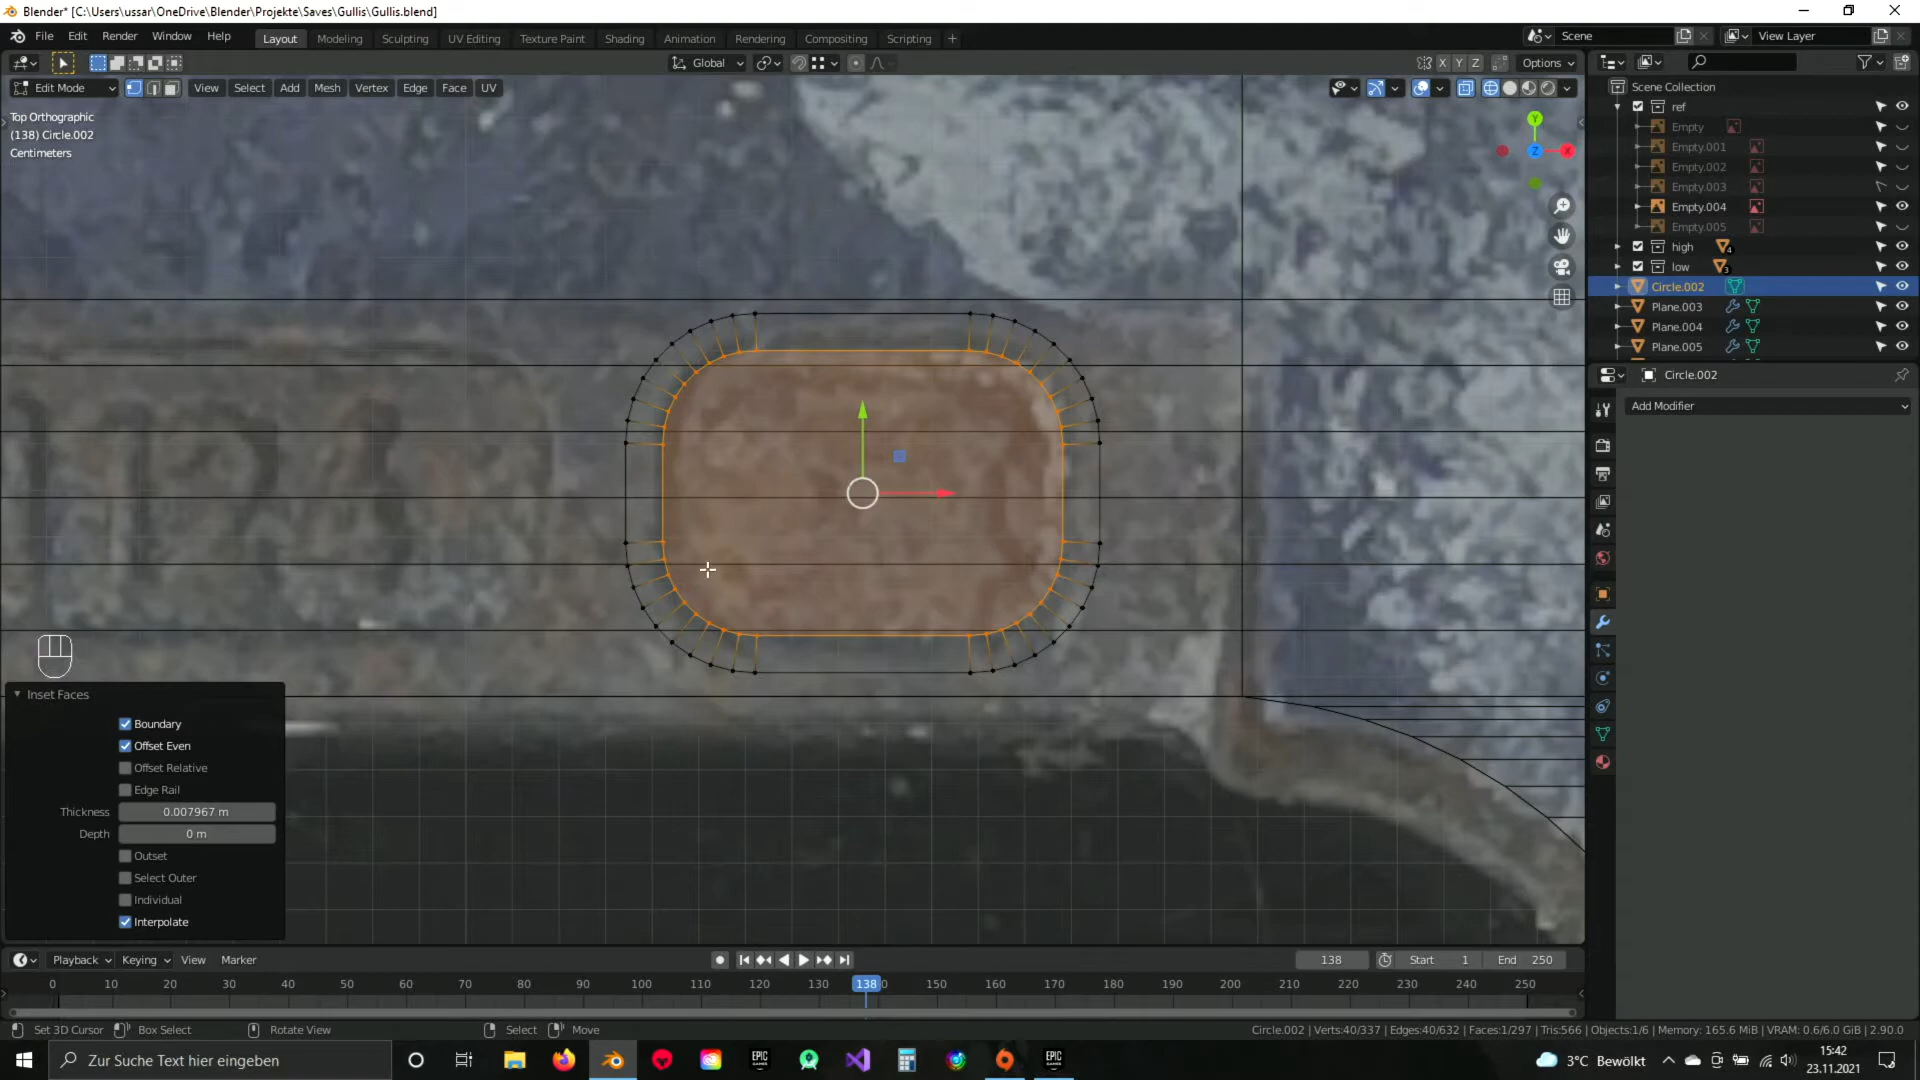 Blender* [C:\Users\ussar\OneDrive\Blender\Projekte\Saves\Gullis\Gullis.blend]
File Edit Render Window Help Layout Modeling Sculpting UV Editing Texture Paint Shading Animation Rendering Compositing Scripting + Scene View Layer
Global X Y Z Options
Edit Mode View Select Add Mesh Vertex Edge Face UV
Top Orthographic
(138) Circle.002
Centimeters
Y
Z X
Scene Collection
ref
Empty
Empty.001
Empty.002
Empty.003
Empty.004
Empty.005
high 4
low 3
Circle.002
Plane.003
Plane.004
Plane.005
Circle.002
Add Modifier
Inset Faces
Boundary
Offset Even
Offset Relative
Edge Rail
Thickness 0.007967 m
Depth 0 m
Outset
Select Outer
Individual
Interpolate
Playback Keying View Marker 138 Start 1 End 250
0 10 20 30 40 50 60 70 80 90 100 110 120 130 138 0 150 160 170 180 190 200 210 220 230 240 250
Set 3D Cursor Box Select Rotate View Select Move Circle.002 | Verts:40/337 | Edges:40/632 | Faces:1/297 | Tris:566 | Objects:1/6 | Memory: 165.6 MiB | VRAM: 0.6/6.0 GiB | 2.90.0
Zur Suche Text hier eingeben EPIC GAMES EPIC GAMES 3°C Bewölkt 15:42
23.11.2021